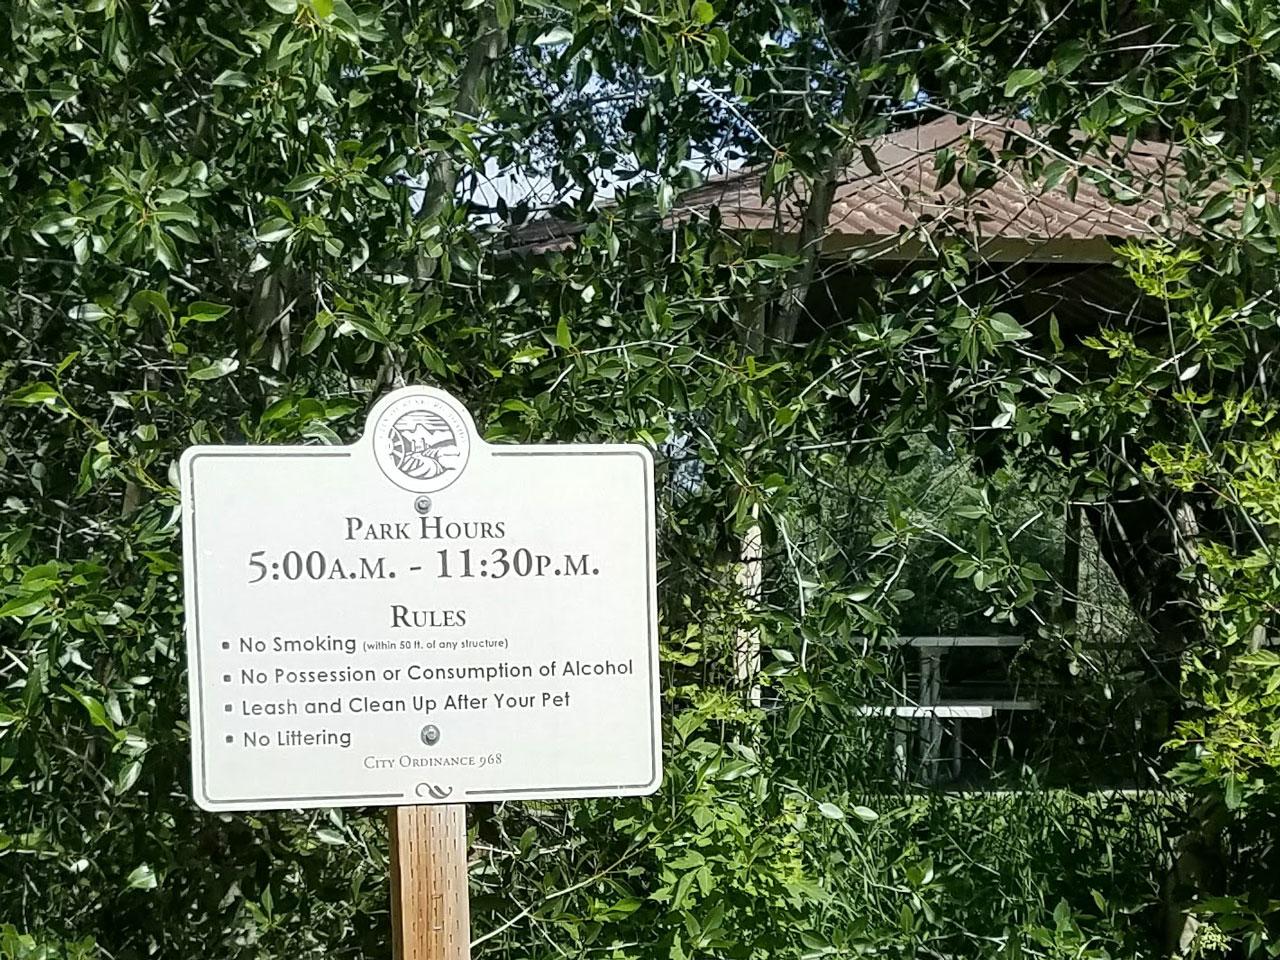 PARK HOURS
5:00A.M. - 11:30P.M.
RULES
▪ No Smoking (within 50 ft. of any structure)
▪ No Possession or Consumption of Alcohol
▪ Leash and Clean Up After Your Pet
▪ No Littering
CITY ORDINANCE 968